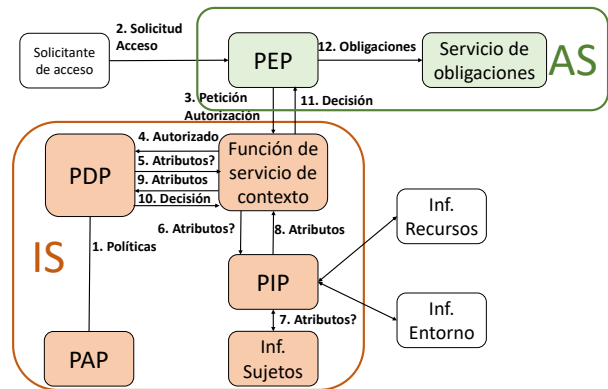 2. Solicitud
Acceso
Solicitante
de acceso
PEP
12. Obligaciones
Servicio de
obligaciones
AS
3. Petición
Autorización
11. Decisión
4. Autorizado
5. Atributos?
9. Atributos
10. Decisión
PDP
Función de
servicio de
contexto
6. Atributos?
8. Atributos
1. Políticas
IS
PIP
Inf.
Recursos
Inf.
Entorno
7. Atributos?
PAP
Inf.
Sujetos